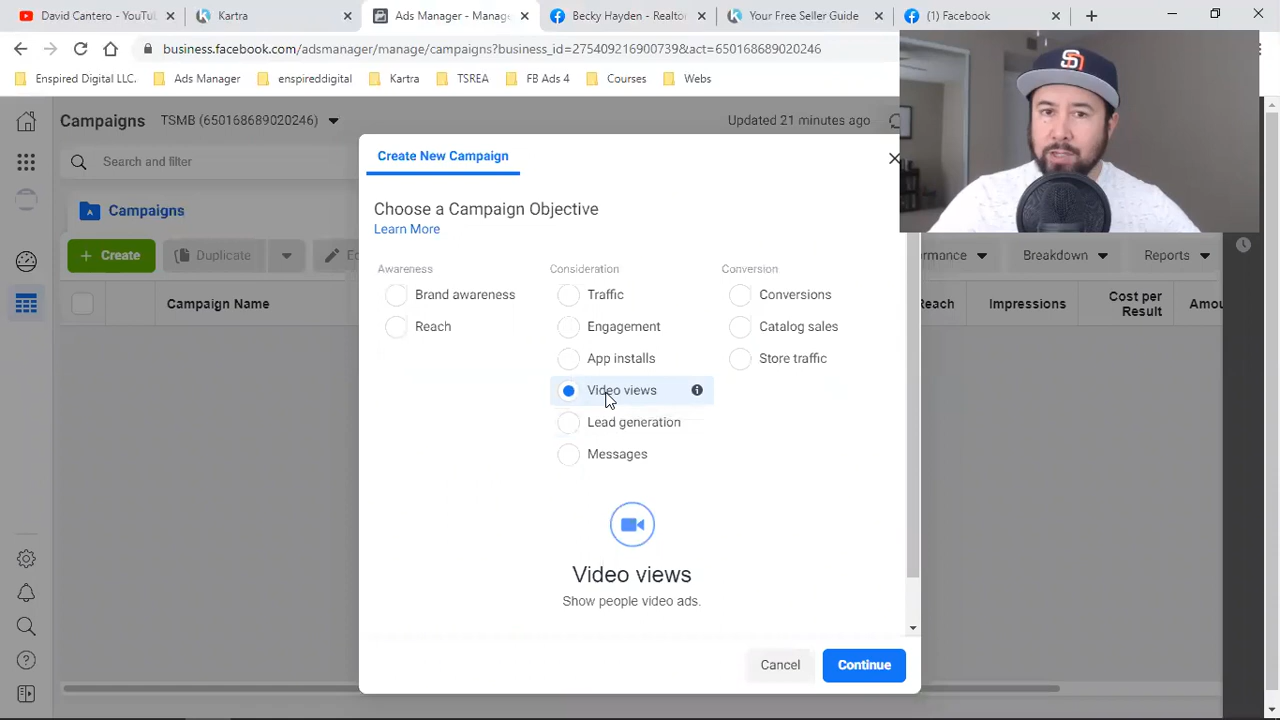 David Cantero - YouTu
Kartra
Ads Manager - Manage
Becky Hayden - Realto
Your Free Seller Guide
(1) Facebook
business.facebook.com/adsmanager/manage/campaigns?business_id=2754092169007398&act=650168689020246
Enspired Digital LLC.
Ads Manager
enspireddigital
Kartra
TSREA
FB Ads 4
Courses
Webs
Campaigns
TSMB (650168689020246)
Updated 21 minutes ago
Search and filter
Create New Campaign
Campaigns
Choose a Campaign Objective
Learn More
+ Create
Duplicate
Ec
rmance
Breakdown
Reports
Awareness
Consideration
Conversion
Campaign Name
Brand awareness
Traffic
Conversions
Reach
Impressions
Cost per
Result
Amou
Reach
Engagement
Catalog sales
App installs
Store traffic
Video views
Lead generation
Messages
Video views
Show people video ads.
Cancel
Continue